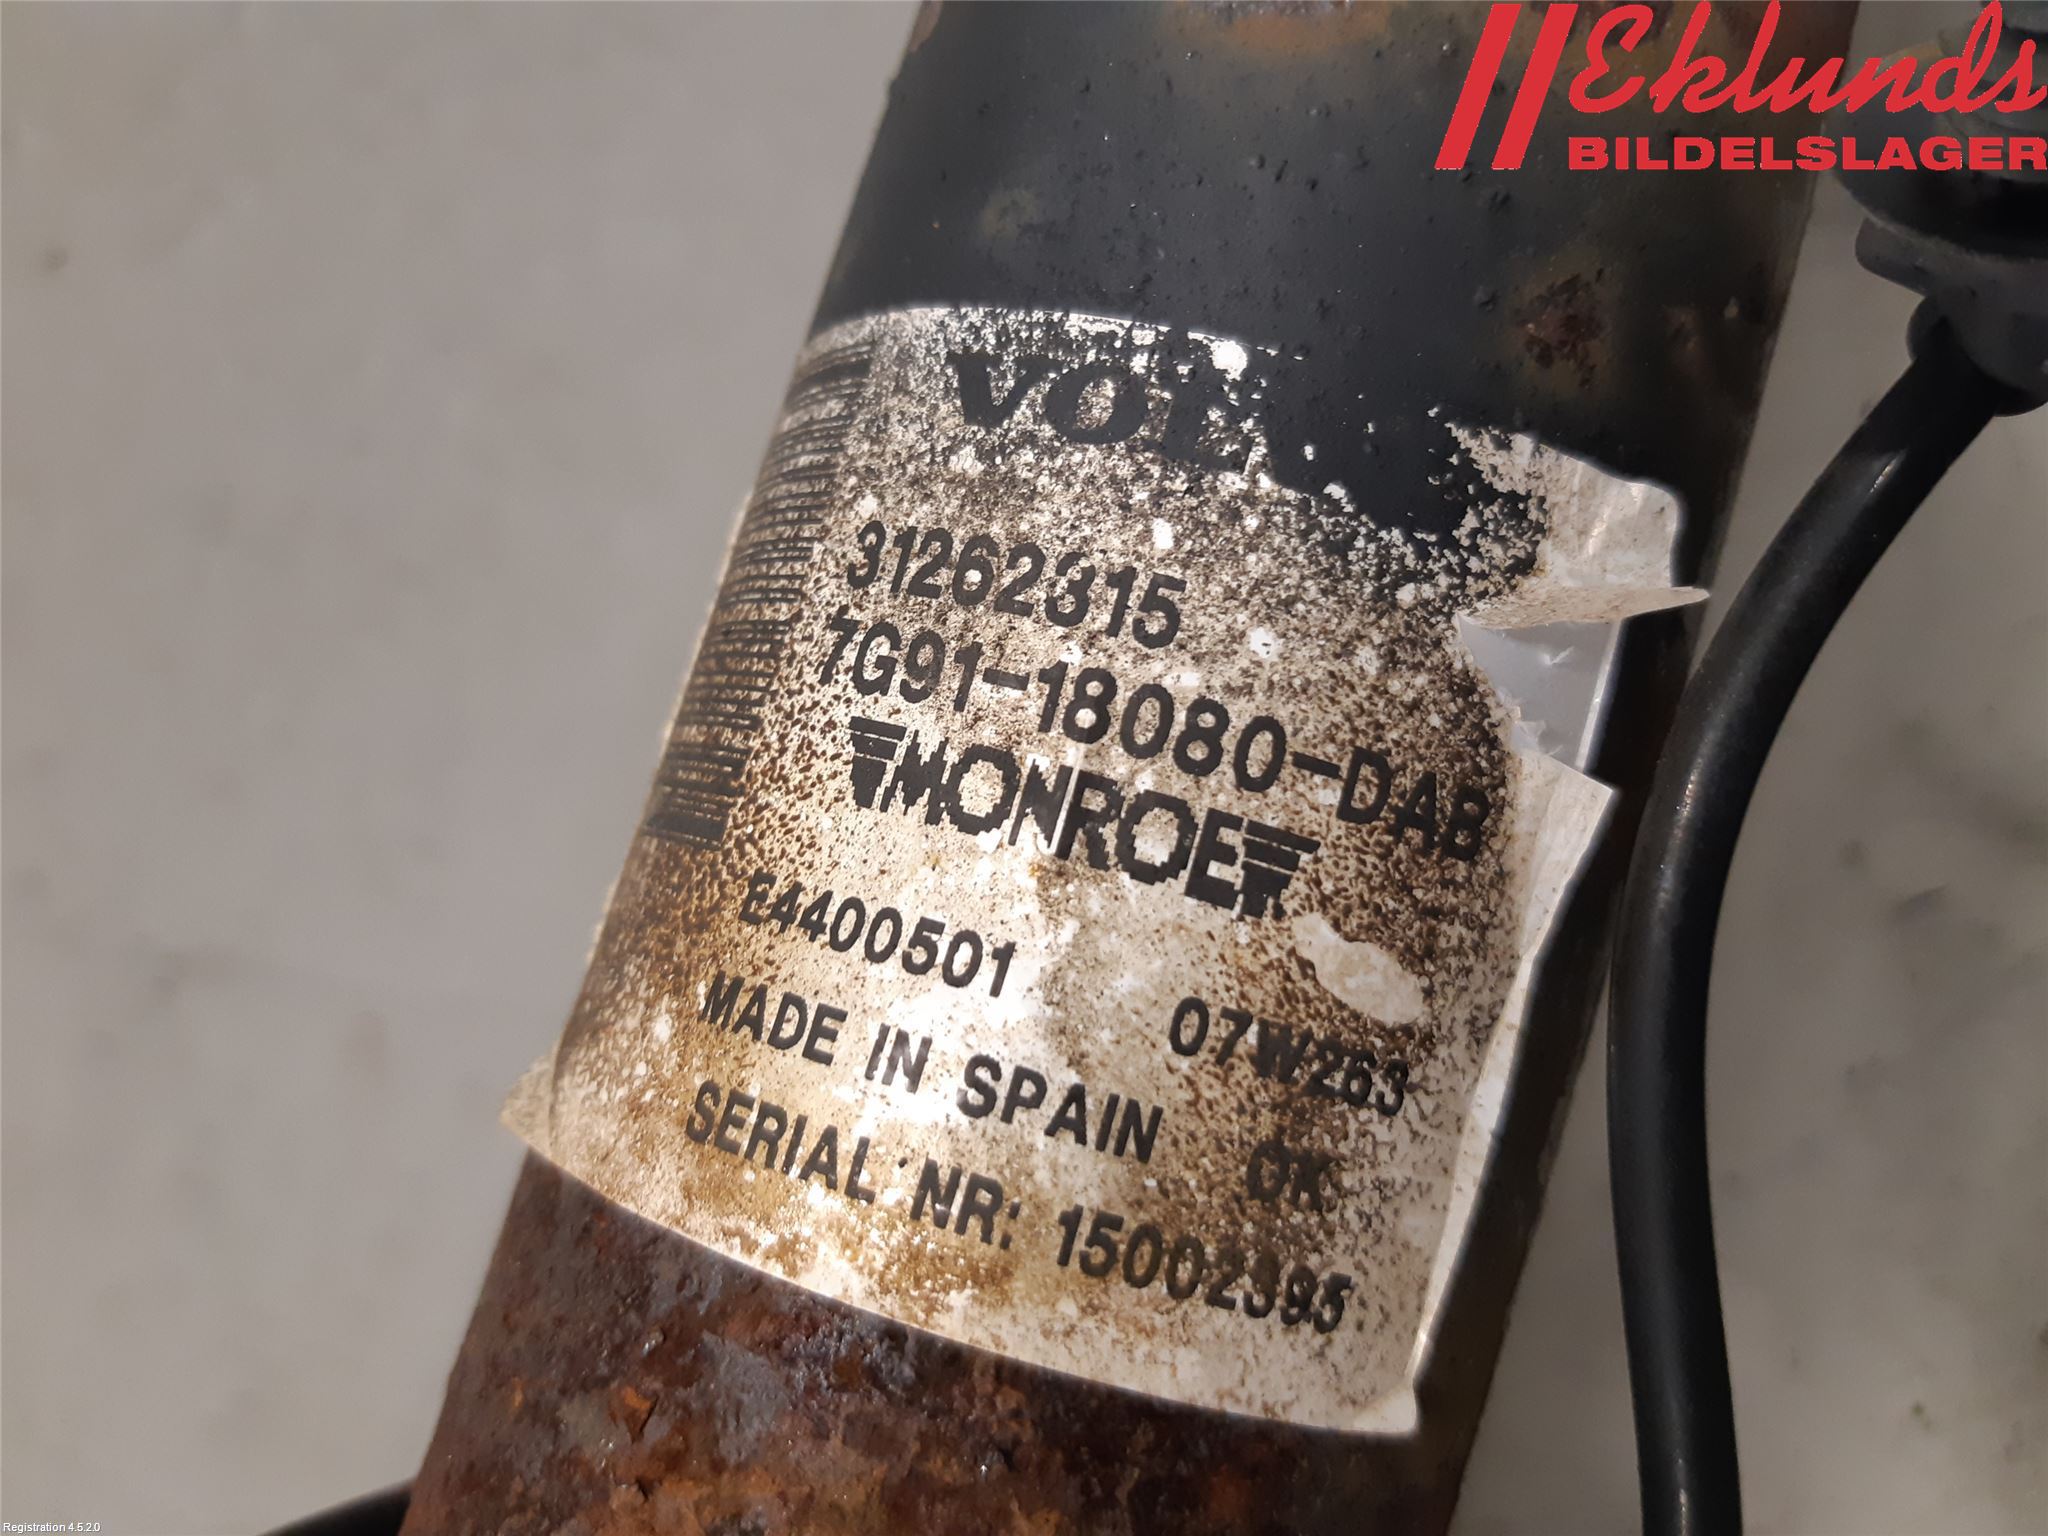 Eklunds
BILDELSLAGER
31262315
7G91-18080-DAB
MONROE
E4400501
07W263
MADE IN SPAIN
OK
SERIAL NR: 15002395
Registration 4.5.2.0